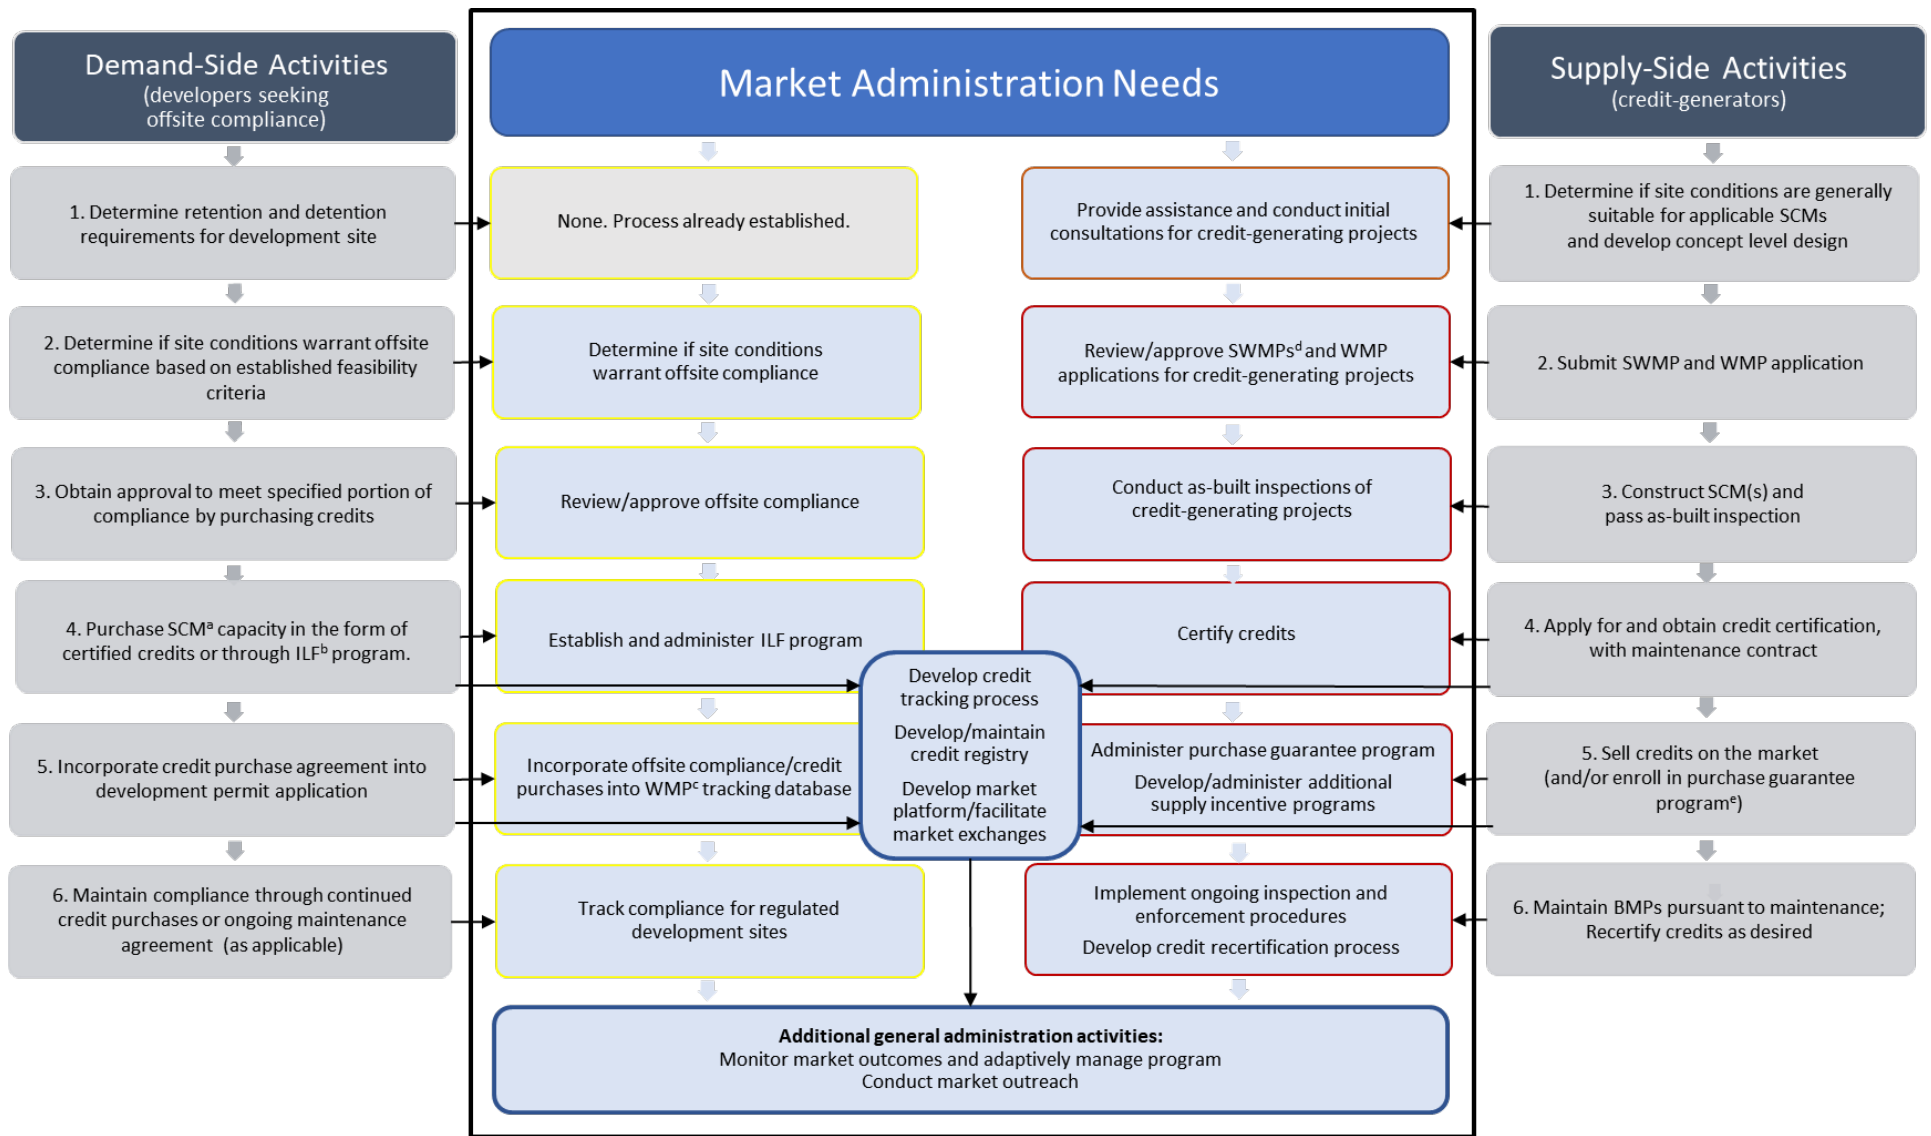 Demand-Side Activities
(developers seeking
offsite compliance)
Market Administration Needs
Supply-Side Activities
(credit-generators)
1. Determine retention and detention
requirements for development site
None. Process already established.
Provide assistance and conduct initial
consultations for credit-generating projects
1. Determine if site conditions are generally
suitable for applicable SCMs
and develop concept level design
2. Determine if site conditions warrant offsite
compliance based on established feasibility
criteria
Determine if site conditions
warrant offsite compliance
Review/approve SWMPsᵈ and WMP
applications for credit-generating projects
2. Submit SWMP and WMP application
3. Obtain approval to meet specified portion of
compliance by purchasing credits
Review/approve offsite compliance
Conduct as-built inspections of
credit-generating projects
3. Construct SCM(s) and
pass as-built inspection
4. Purchase SCMᵃ capacity in the form of
certified credits or through ILFᵇ program.
Establish and administer ILF program
Certify credits
4. Apply for and obtain credit certification,
with maintenance contract
Develop credit
tracking process
Develop/maintain
credit registry
Develop market
platform/facilitate
market exchanges
5. Incorporate credit purchase agreement into
development permit application
Incorporate offsite compliance/credit
purchases into WMPᶜ tracking database
Administer purchase guarantee program
Develop/administer additional
supply incentive programs
5. Sell credits on the market
(and/or enroll in purchase guarantee
programᵉ)
6. Maintain compliance through continued
credit purchases or ongoing maintenance
agreement (as applicable)
Track compliance for regulated
development sites
Implement ongoing inspection and
enforcement procedures
Develop credit recertification process
6. Maintain BMPs pursuant to maintenance;
Recertify credits as desired
Additional general administration activities:
Monitor market outcomes and adaptively manage program
Conduct market outreach